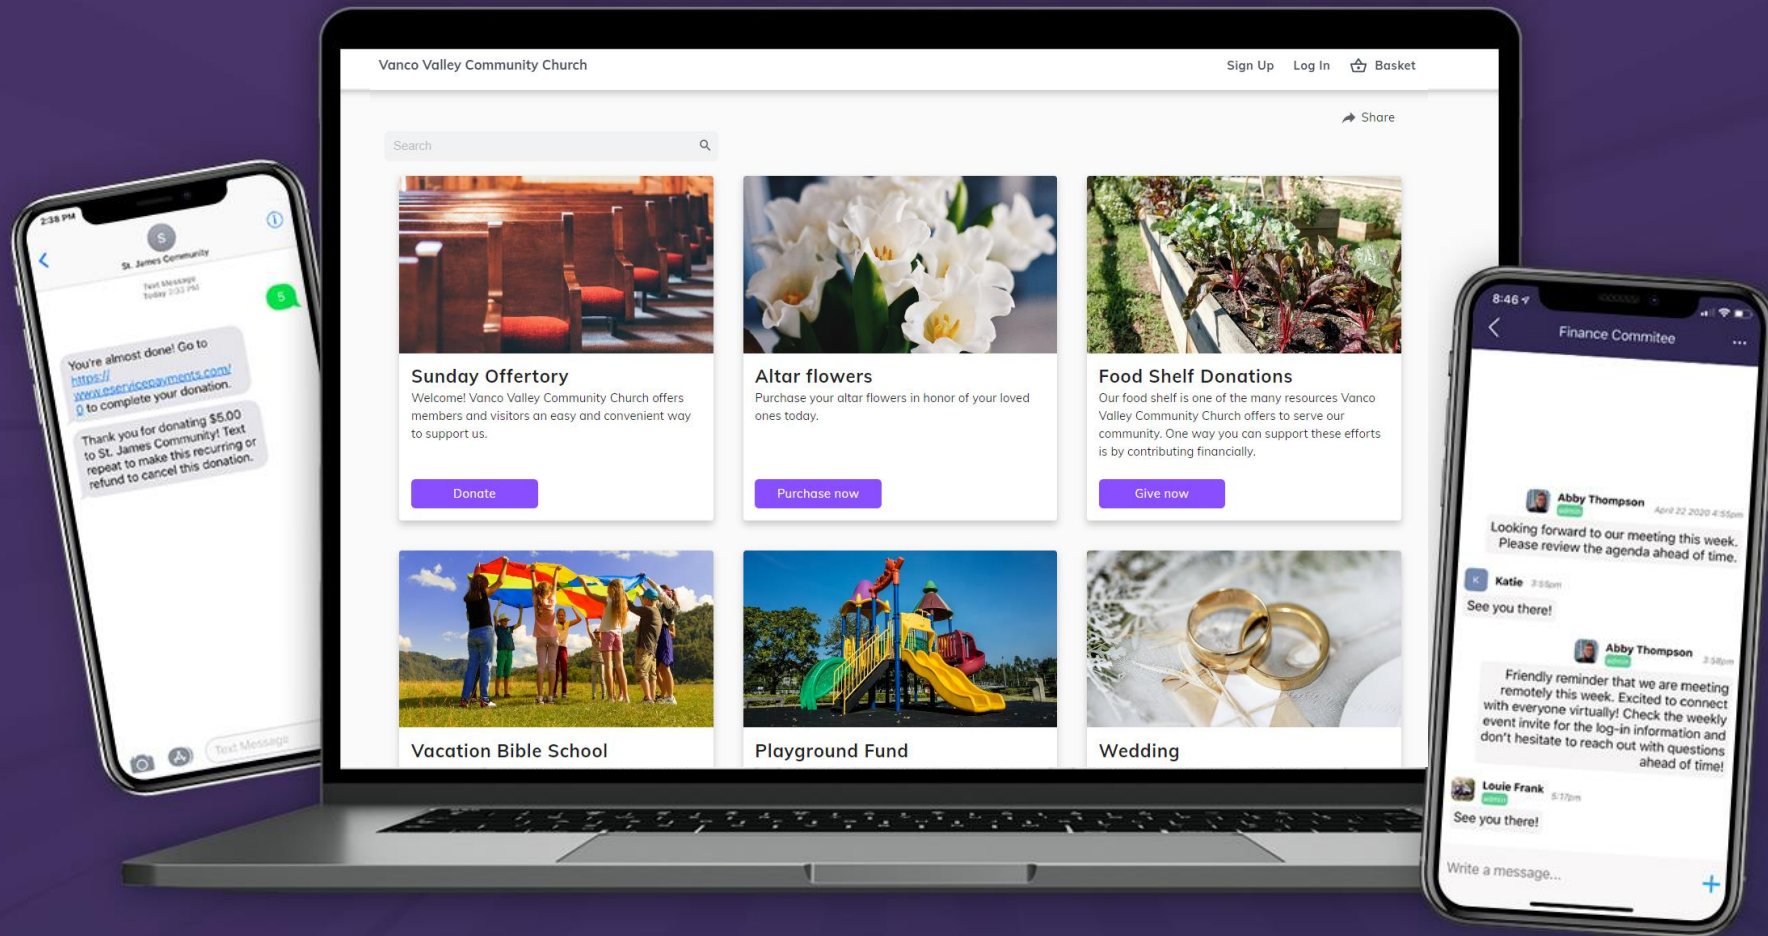 2:38 PM
S
St. James Community
Text Message
Today 2:33 PM
5
You're almost done! Go to
https://
www.eservicepayments.com/
0 to complete your donation.
Thank you for donating $5.00
to St. James Community! Text
repeat to make this recurring or
refund to cancel this donation.
Text Message
Vanco Valley Community Church
Sign Up Log In Basket
Share
Search
Sunday Offertory
Welcome! Vanco Valley Community Church offers
members and visitors an easy and convenient way
to support us.
Donate
Altar flowers
Purchase your altar flowers in honor of your loved
ones today.
Purchase now
Food Shelf Donations
Our food shelf is one of the many resources Vanco
Valley Community Church offers to serve our
community. One way you can support these efforts
is by contributing financially.
Give now
Vacation Bible School
Playground Fund
Wedding
8:46
Finance Commitee
Abby Thompson April 22 2020 4:55pm
admin
Looking forward to our meeting this week.
Please review the agenda ahead of time.
K Katie 3:55pm
See you there!
Abby Thompson 3:58pm
admin
Friendly reminder that we are meeting
remotely this week. Excited to connect
with everyone virtually! Check the weekly
event invite for the log-in information and
don't hesitate to reach out with questions
ahead of time!
Louie Frank 5:17pm
admin
See you there!
Write a message...